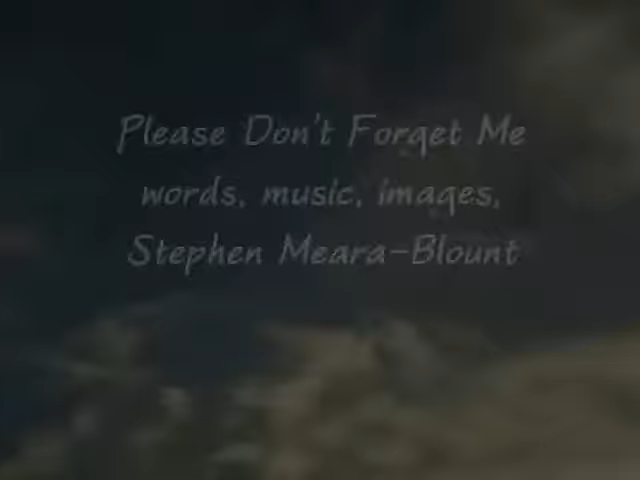 Please Don't Forget Me
words, music, images,
Stephen Meara-Blount